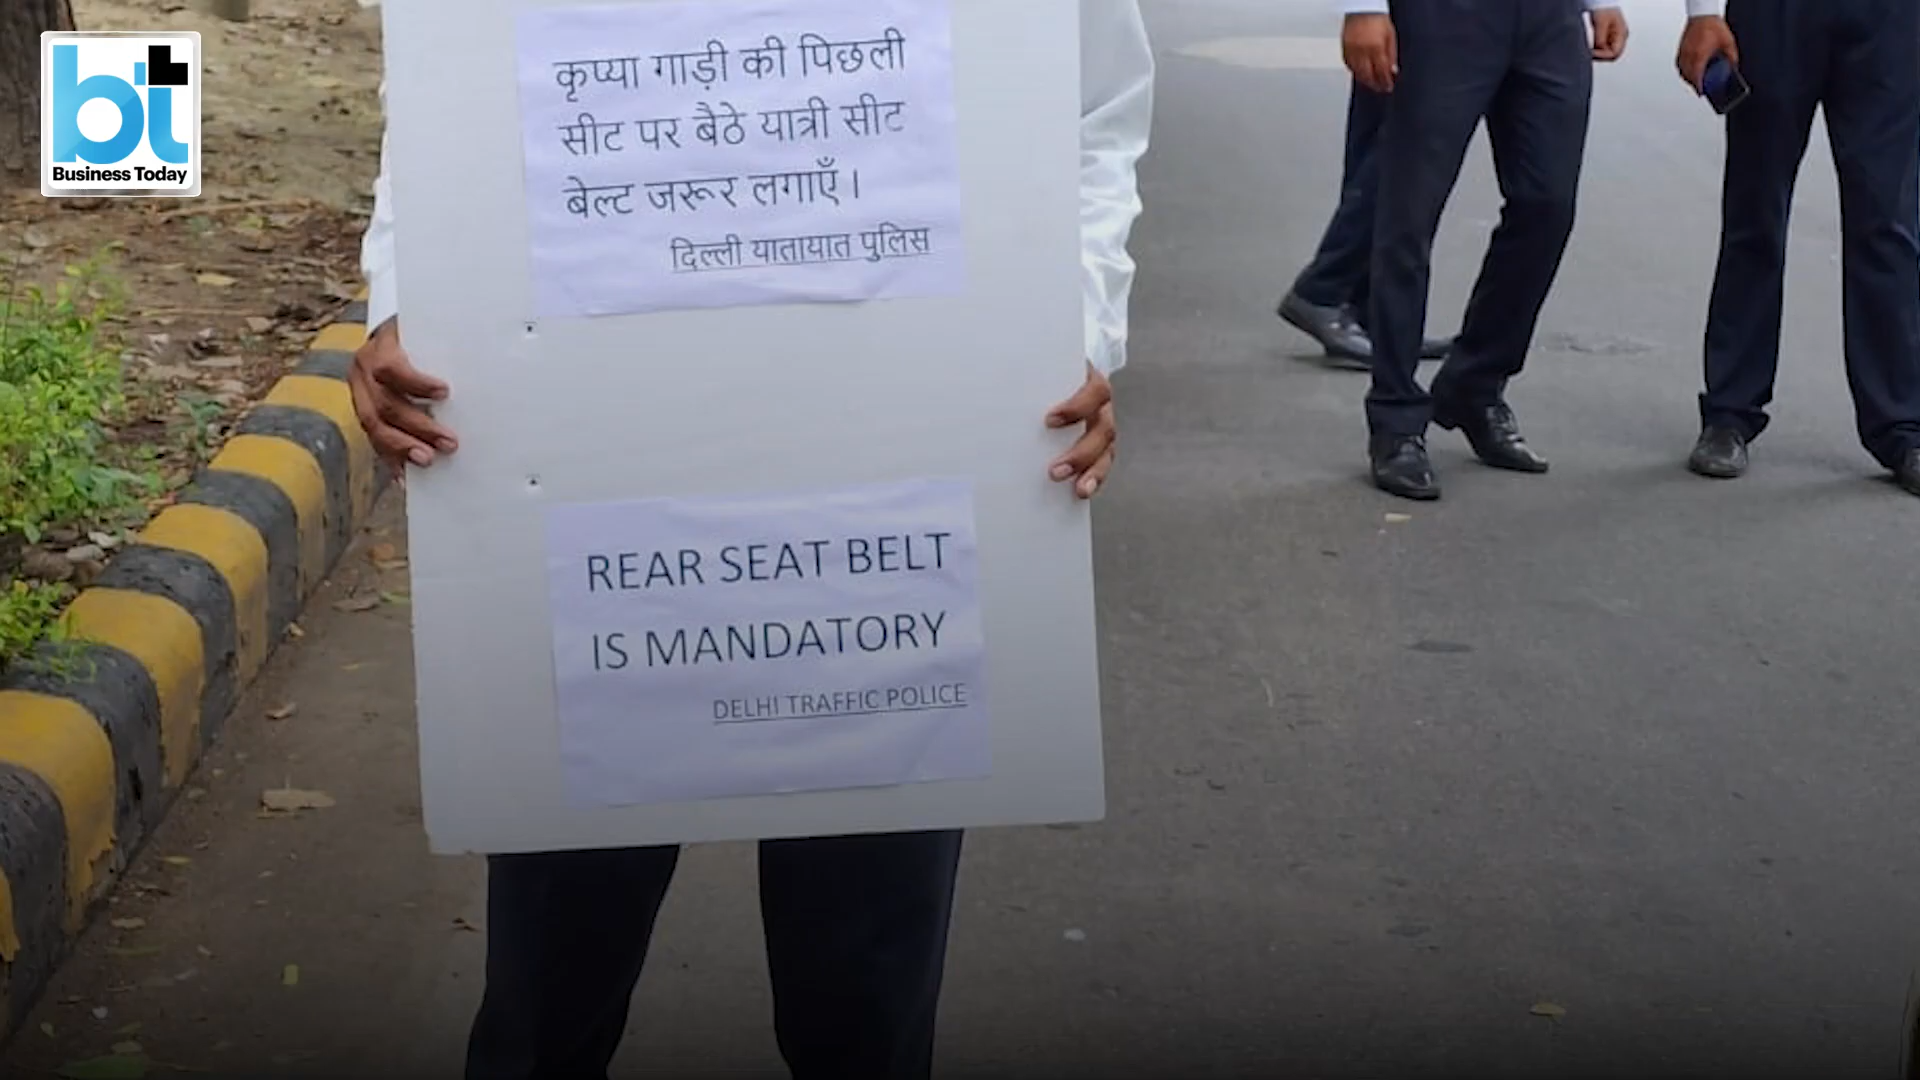 bt
Business Today
कृप्या गाड़ी की पिछली
सीट पर बैठे यात्री सीट
बेल्ट जरूर लगाएँ।
दिल्ली यातायात पुलिस
REAR SEAT BELT
IS MANDATORY
DELHI TRAFFIC POLICE